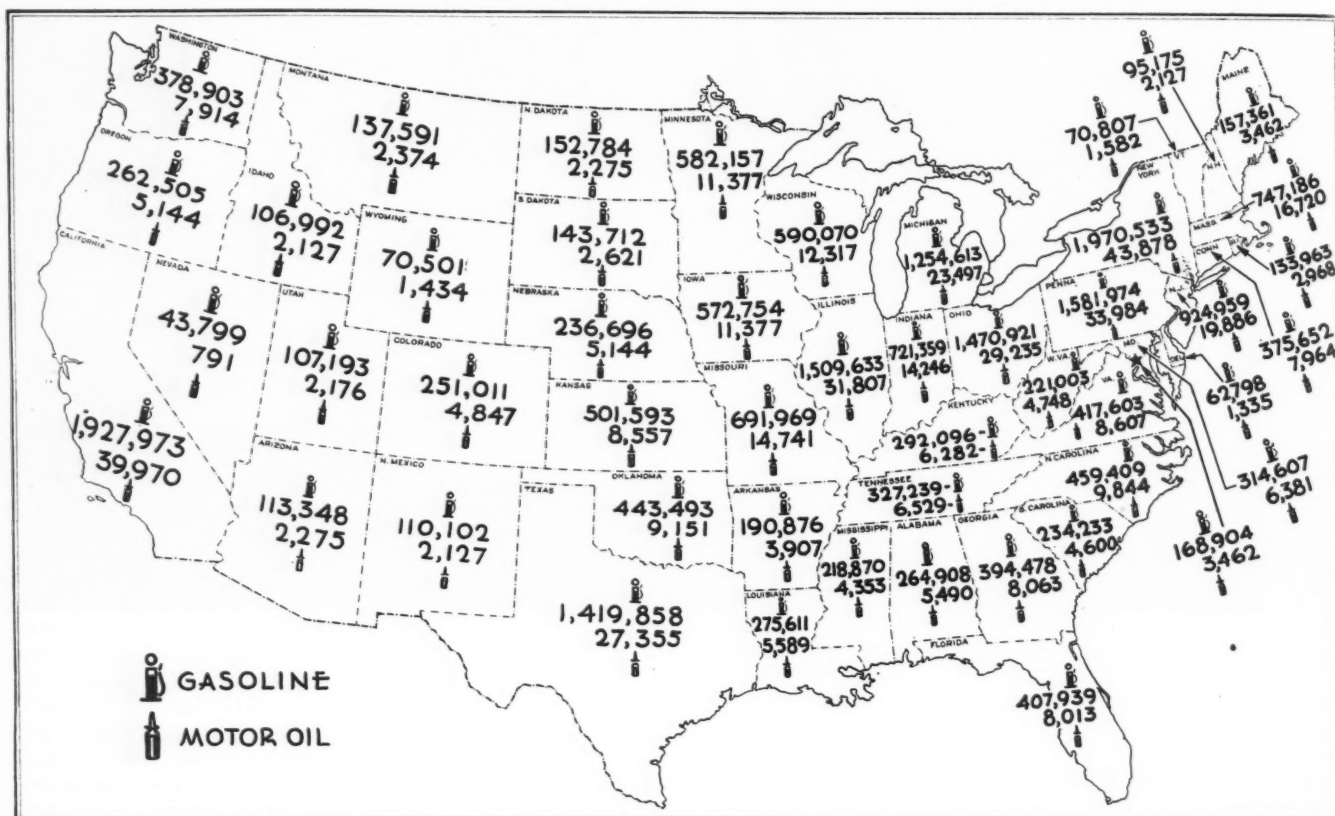 WASHINGTON
378,903
7,914
MONTANA
137,591
2,374
N. DAKOTA
152,784
2,275
MINNESOTA
582,157
11,377
95,175
2,127
MAINE
157,361
3,462
70,807
1,582
VT.
N.H.
OREGON
262,505
5,144
IDAHO
106,992
2,127
WYOMING
70,501
1,434
S. DAKOTA
143,712
2,621
WISCONSIN
590,070
12,317
MICHIGAN
1,254,613
23,497
NEW
YORK
1,970,533
43,878
MASS.
747,186
16,720
CONN.
R.I.
133,963
2,968
CALIFORNIA
1,927,973
39,970
NEVADA
43,799
791
UTAH
107,193
2,176
COLORADO
251,011
4,847
NEBRASKA
236,696
5,144
IOWA
572,754
11,377
ILLINOIS
1,509,633
31,807
INDIANA
721,359
14,246
OHIO
1,470,921
29,235
PENNA.
1,581,974
33,984
N.J.
924,959
19,886
375,652
7,964
KANSAS
501,593
8,557
MISSOURI
691,969
14,741
KENTUCKY
292,096-
6,282-
W. VA.
221,003
4,748
VA.
417,603
8,607
MD.
DEL.
62,798
1,335
314,607
6,381
168,904
3,462
ARIZONA
113,348
2,275
N. MEXICO
110,102
2,127
TEXAS
1,419,858
27,355
OKLAHOMA
443,493
9,151
ARKANSAS
190,876
3,907
TENNESSEE
327,239-
6,529-
N. CAROLINA
459,409
9,844
S. CAROLINA
234,233
4,600
MISSISSIPPI
218,870
4,353
ALABAMA
264,908
5,490
GEORGIA
394,478
8,063
LOUISIANA
275,611
5,589
FLORIDA
407,939
8,013
GASOLINE
MOTOR OIL